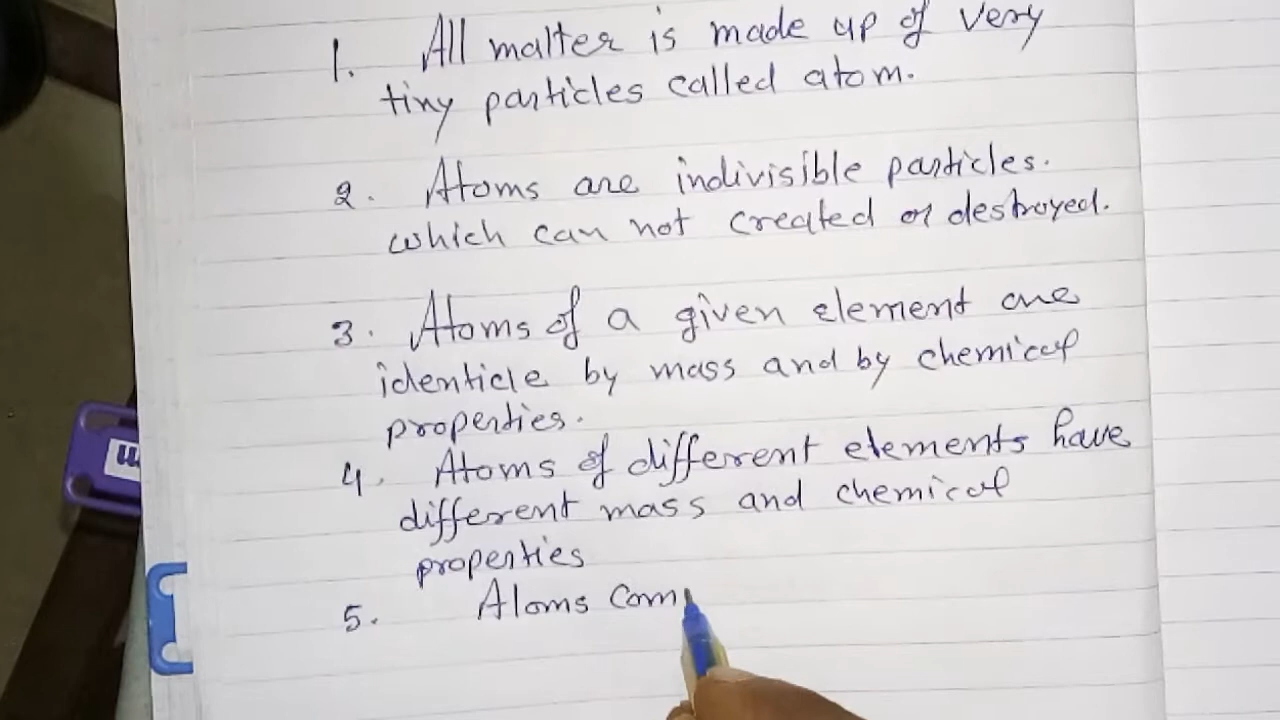 1. All matter is made up of very
tiny particles called atom.
2. Atoms are indivisible particles.
which can not created or destroyed.
3. Atoms of a given element are
identicle by mass and by chemical
properties.
4. Atoms of different elements have
different mass and chemical
properties
5. Atoms com